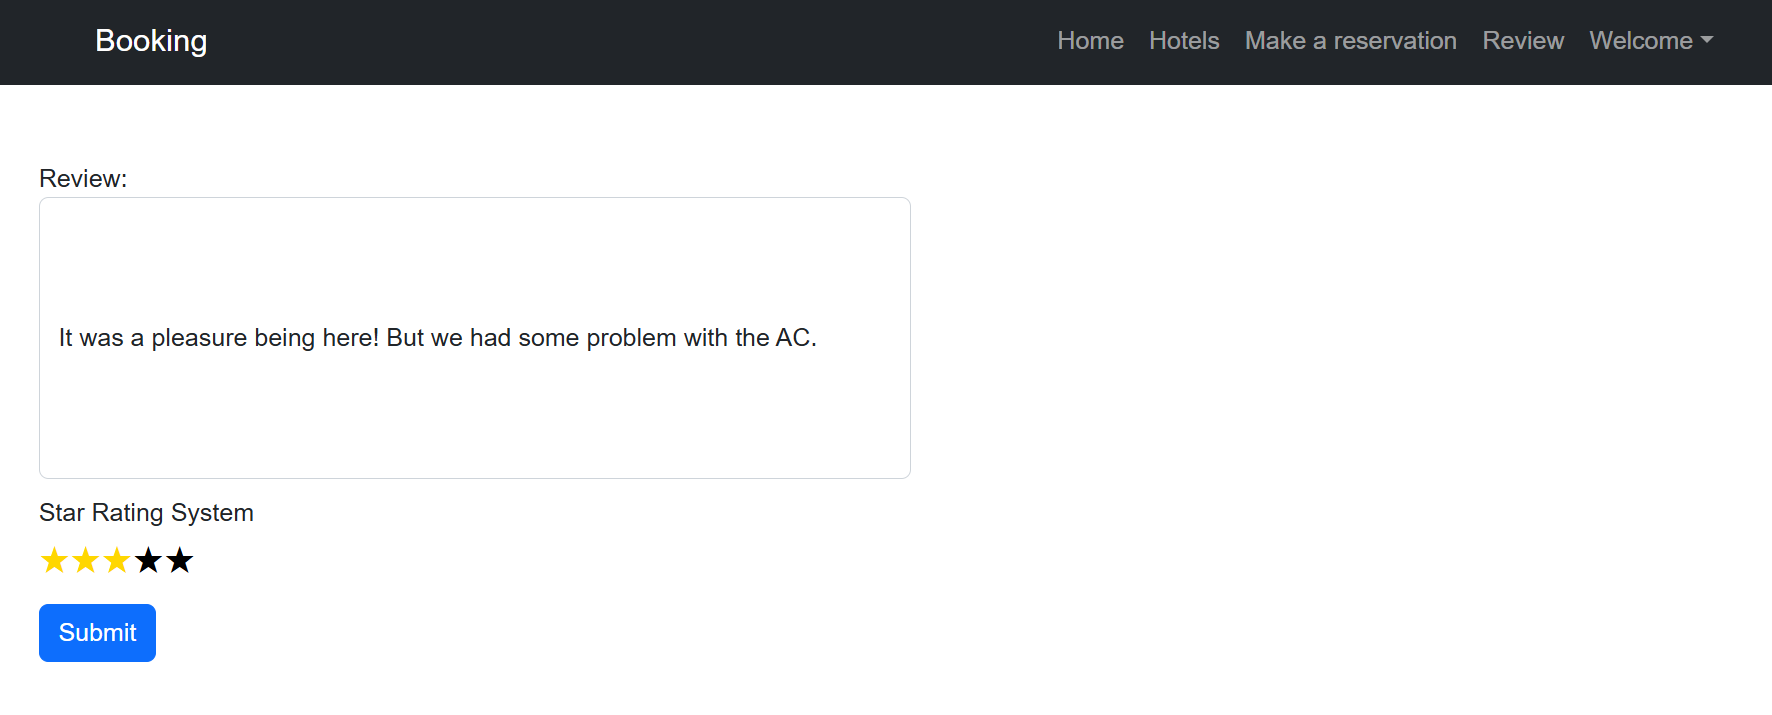 Booking
Home Hotels Make a reservation Review Welcome
Review:
It was a pleasure being here! But we had some problem with the AC.
Star Rating System
★★★★★
Submit